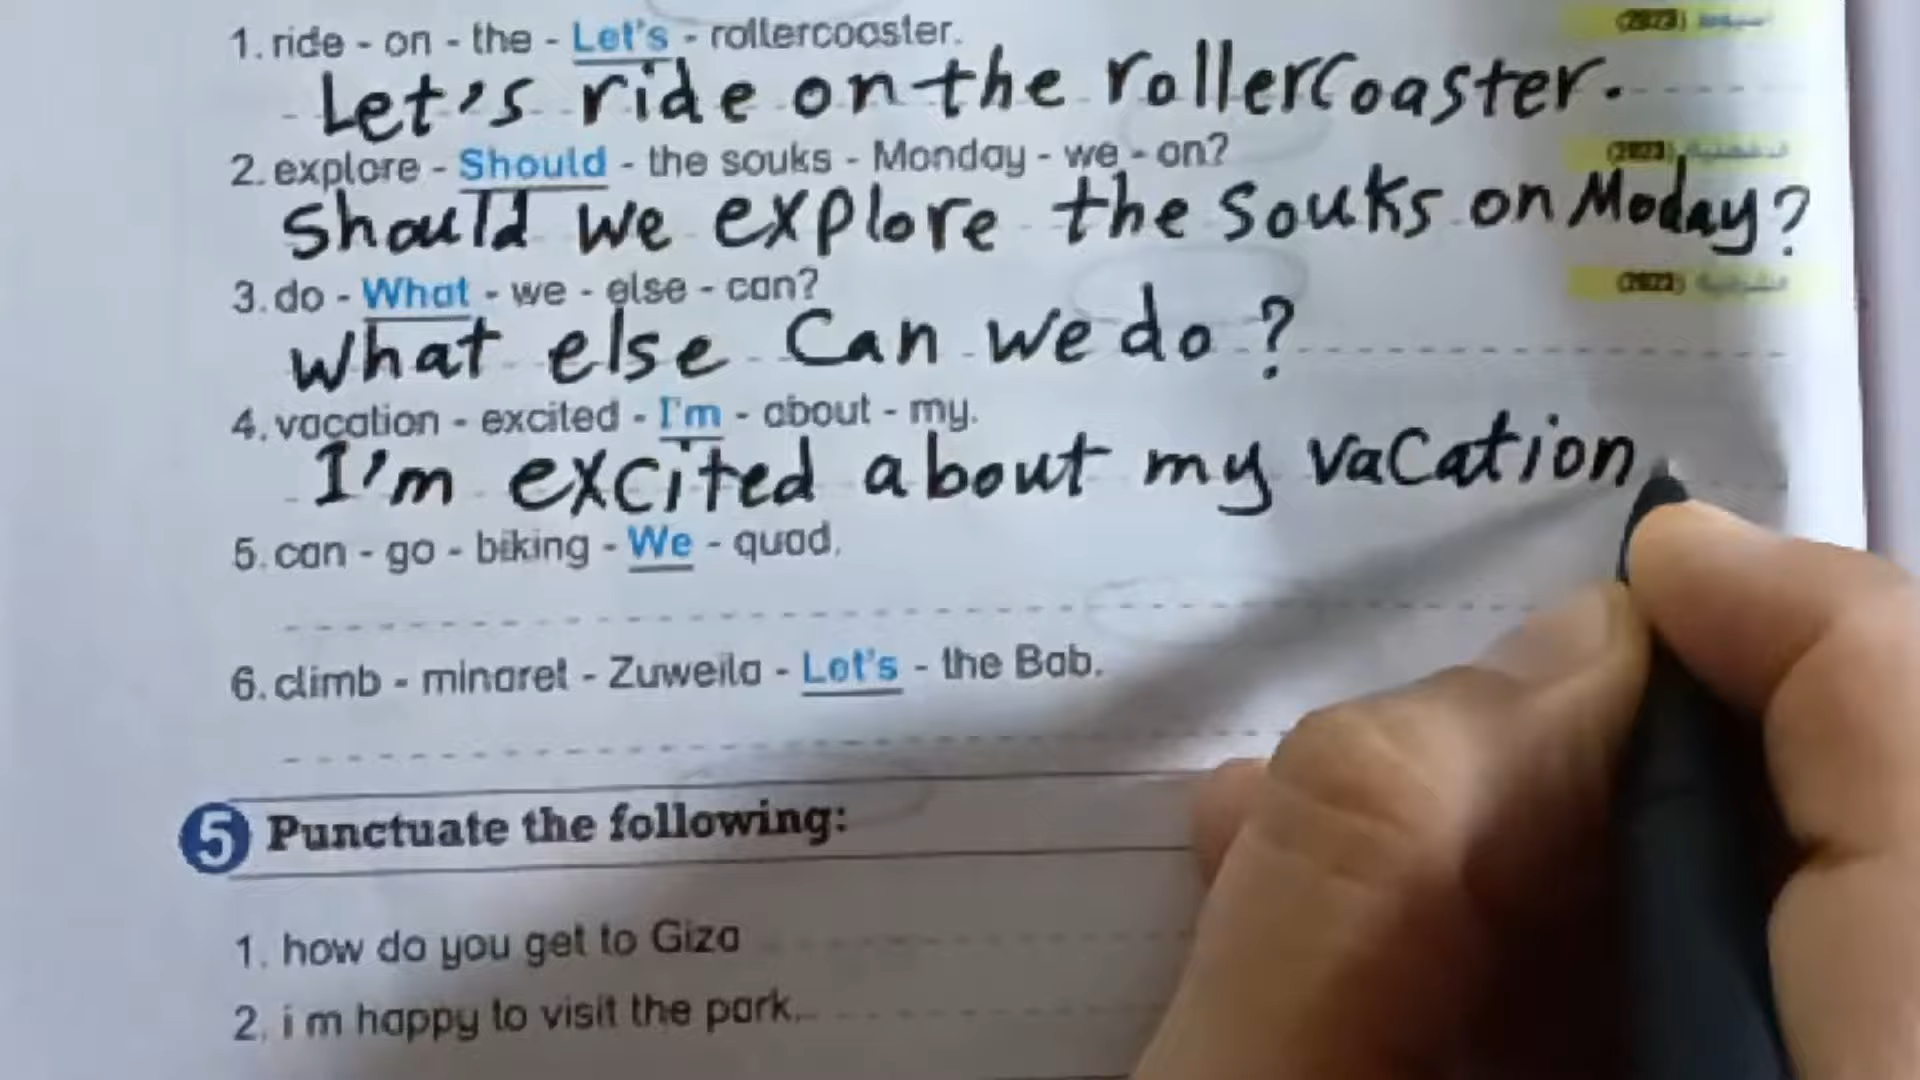 1. ride - on - the - Let's - rollercoaster.
(2023)
Let's ride on the rollercoaster.
2. explore - Should - the souks - Monday - we - on?
(2023)
Should we explore the souks on Moday?
3. do - What - we - else - can?
(2023)
What else can we do?
4. vacation - excited - I'm - about - my.
I'm excited about my vacation
5. can - go - biking - We - quad.
6. climb - minaret - Zuweila - Let's - the Bab.
5 Punctuate the following:
1. how do you get to Giza
2. i m happy to visit the park.